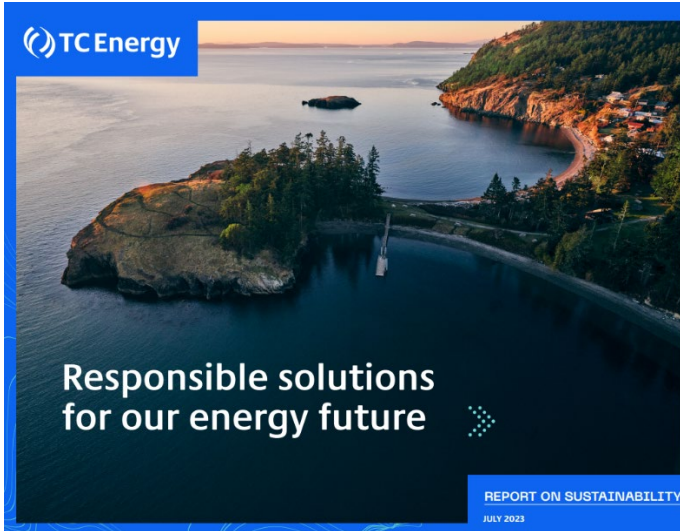 TC Energy
Responsible solutions
for our energy future
REPORT ON SUSTAINABILITY
JULY 2023